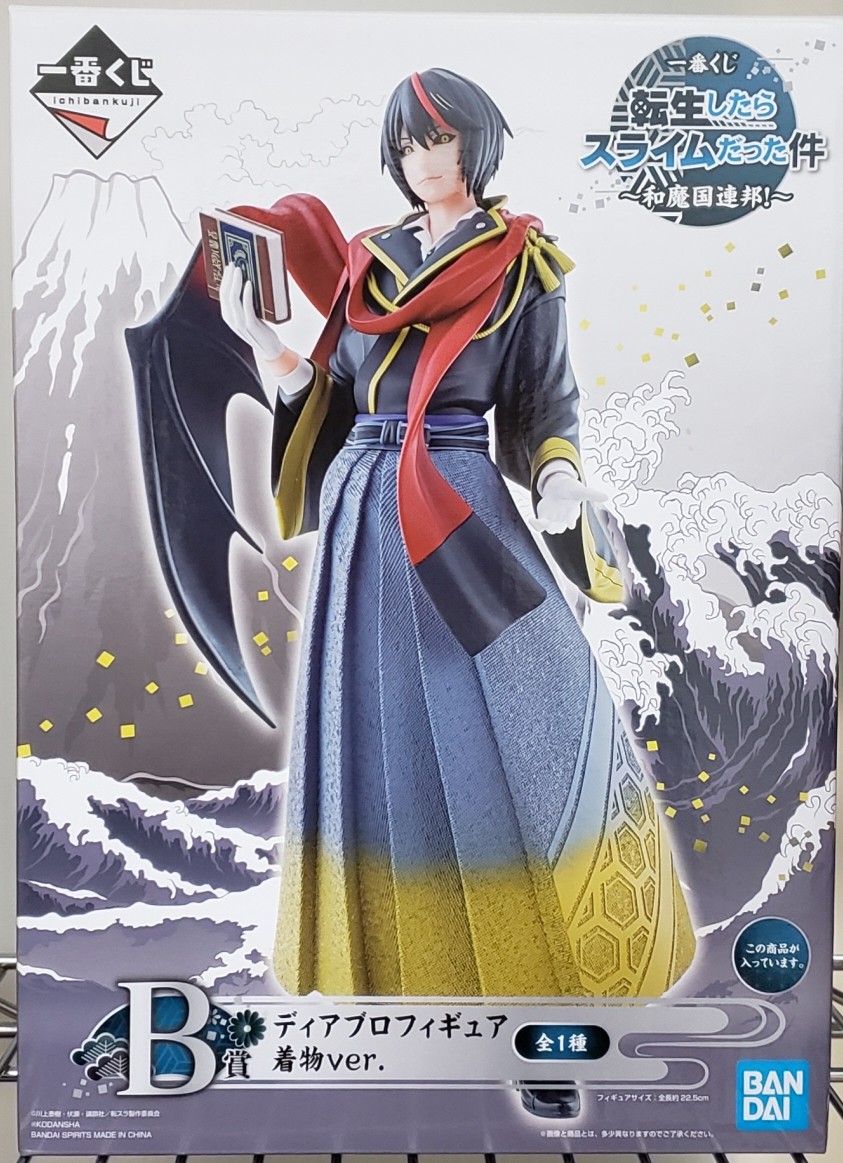 一番くじ
ichibankuji
一番くじ
転生したら
スライムだった件
～和魔国連邦!～
この商品が
入っています。
B賞
ディアブロフィギュア
着物ver.
全1種
フィギュアサイズ：全長約22.5cm
BAN
DAI
©川上泰樹・伏瀬・講談社/転スラ製作委員会
©KODANSHA
BANDAI SPIRITS MADE IN CHINA
※画像と商品とは、多少異なりますのでご了承ください。